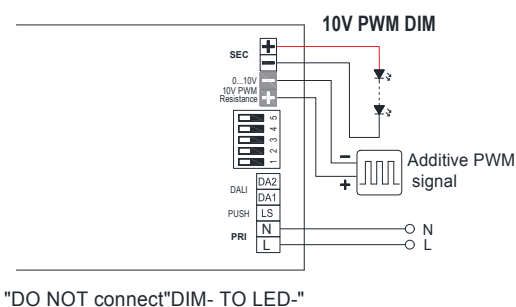 10V PWM DIM
SEC
+
−
0...10V
10V PWM
Resistance
−
+
5
4
3
2
1
−
+
Additive PWM
signal
DALI
DA2
DA1
PUSH
LS
PRI
N
L
N
L
"DO NOT connect"DIM- TO LED-"